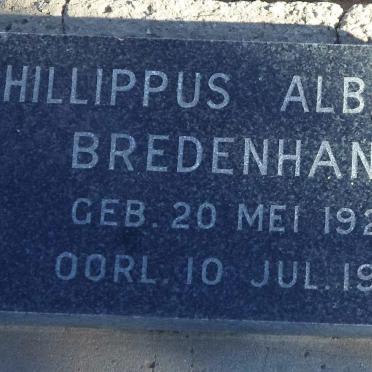 HILLIPPUS ALB
BREDENHAN
GEB. 20 MEI 192
OORL. 10 JUL. 19